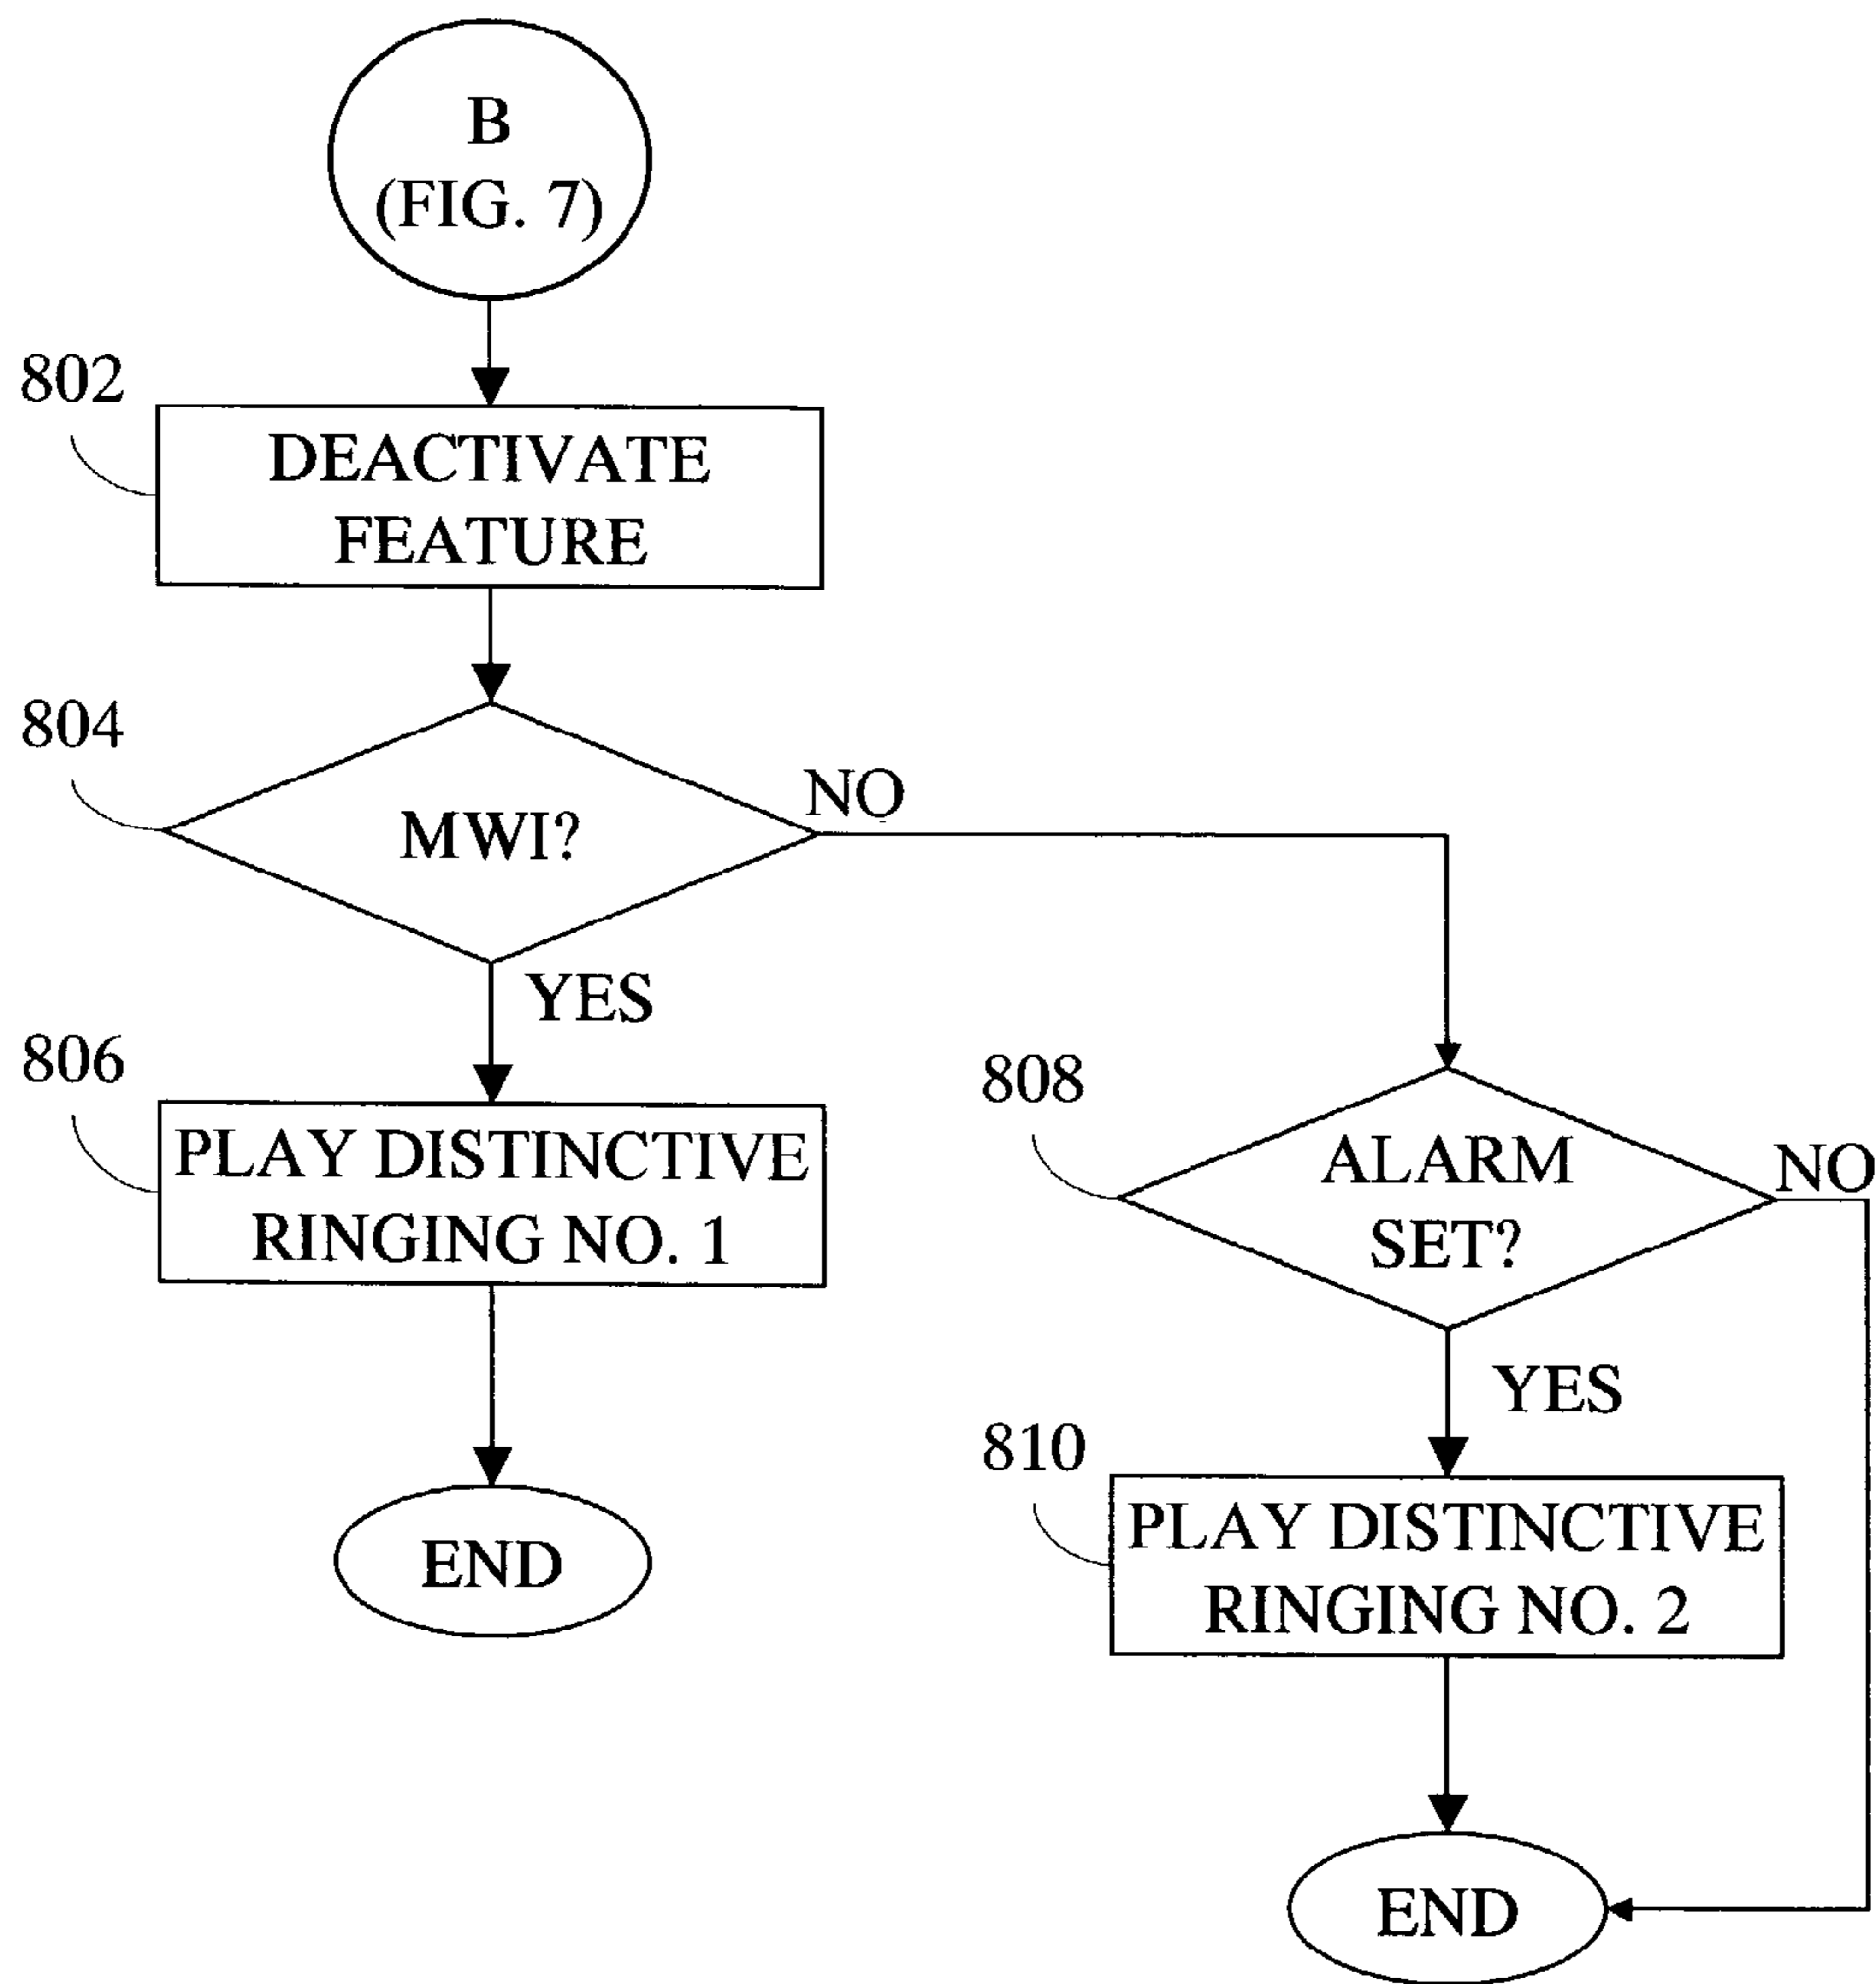 B
(FIG. 7)
802
DEACTIVATE
FEATURE
804
MWI?
NO
YES
806
PLAY DISTINCTIVE
RINGING NO. 1
END
808
ALARM
SET?
NO
YES
810
PLAY DISTINCTIVE
RINGING NO. 2
END